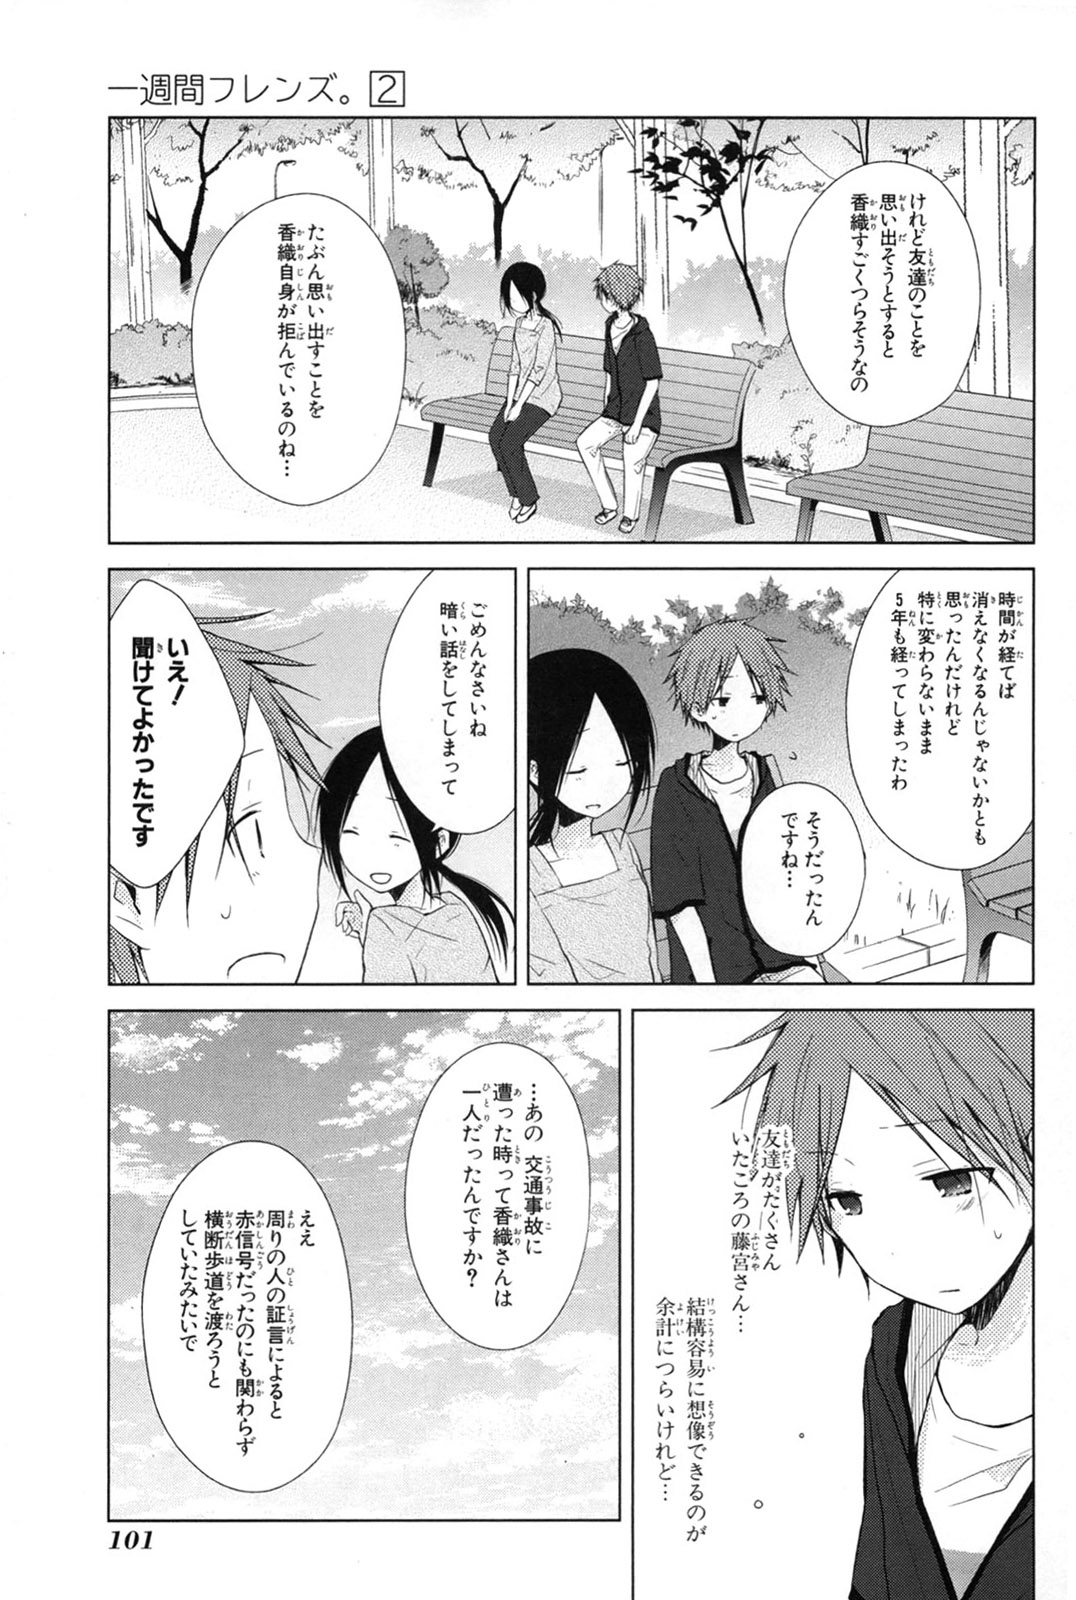 一週間フレンズ。2
けれど友達のことを
思い出そうとすると
香織すごくつらそうなの
たぶん思い出すことを
香織自身が拒んでいるのね…
時間が経てば
消えなくなるんじゃないかとも
思ったんだけれど
特に変わらないまま
5年も経ってしまったわ
そうだったん
ですね…
ごめんなさいね
暗い話をしてしまって
いえ!
聞けてよかったです
友達がたくさん
いたころの藤宮さん…
結構容易に想像できるのが
余計につらいけれど…
…あの 交通事故に
遭った時って香織さんは
一人だったんですか?
ええ
周りの人の証言によると
赤信号だったのにも関わらず
横断歩道を渡ろうと
していたみたいで
101